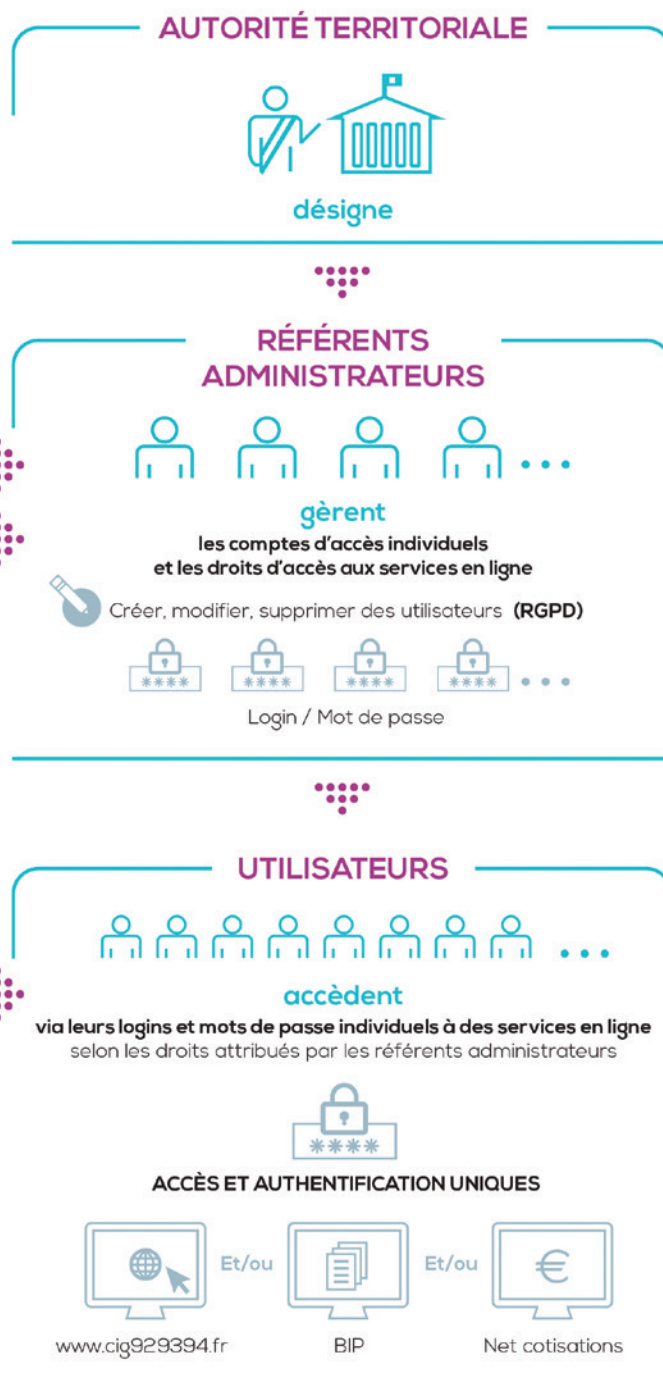 AUTORITÉ TERRITORIALE
désigne
RÉFÉRENTS
ADMINISTRATEURS
gèrent
les comptes d'accès individuels
et les droits d'accès aux services en ligne
Créer, modifier, supprimer des utilisateurs (RGPD)
**** **** **** ****
Login / Mot de passe
UTILISATEURS
accèdent
via leurs logins et mots de passe individuels à des services en ligne
selon les droits attribués par les référents administrateurs
****
ACCÈS ET AUTHENTIFICATION UNIQUES
Et/ou Et/ou €
www.cig929394.fr BIP Net cotisations